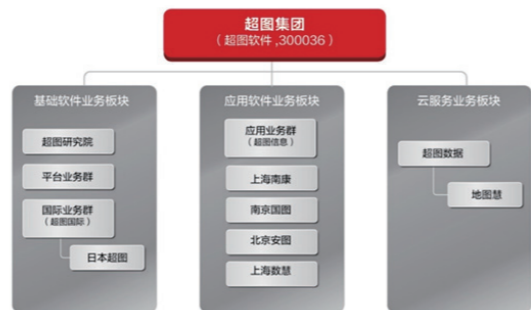 超图集团
(超图软件,300036)
基础软件业务板块
超图研究院
平台业务群
国际业务群
(超图国际)
日本超图
应用软件业务板块
应用业务群
(超图信息)
上海南康
南京国图
北京安图
上海数慧
云服务业务板块
超图数据
地图慧